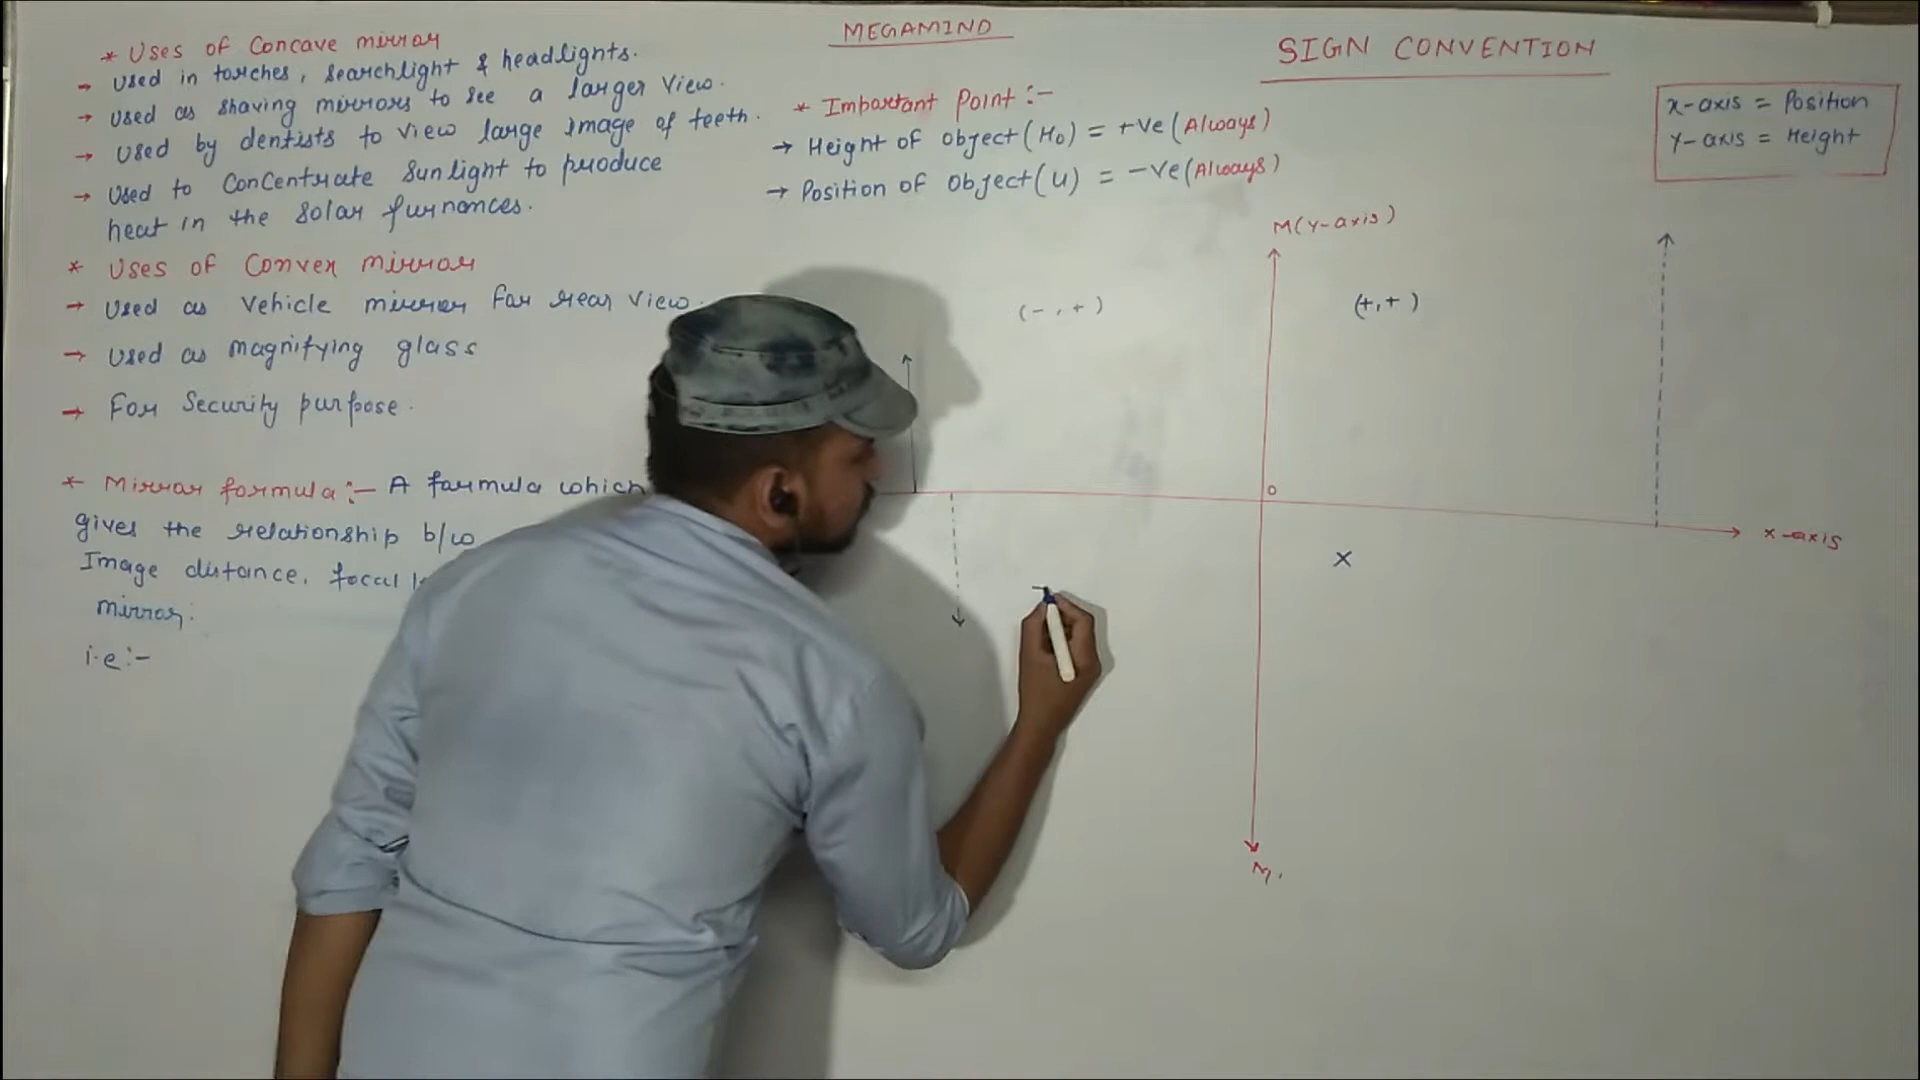 MEGAMIND
* Uses of Concave mirror
→ Used in torches, searchlight & headlights.
→ Used as shaving mirrors to see a larger view.
→ Used by dentists to view large image of teeth.
→ Used to Concentrate Sunlight to produce
heat in the Solar furnances.
* Uses of Convex mirror
→ Used as Vehicle mirror For rear view.
→ Used as magnifying glass
→ For Security purpose.
* Mirror formula:- A formula which
gives the relationship b/w
Image distance, focal
mirror.
i.e:-
* Important Point:-
→ Height of object (Ho) = +ve (Always)
→ Position of object (u) = -ve (Always)
SIGN CONVENTION
x-axis = Position
Y-axis = Height
M(Y-axis)
(-, +)
(+, +)
O
x-axis
X
M.